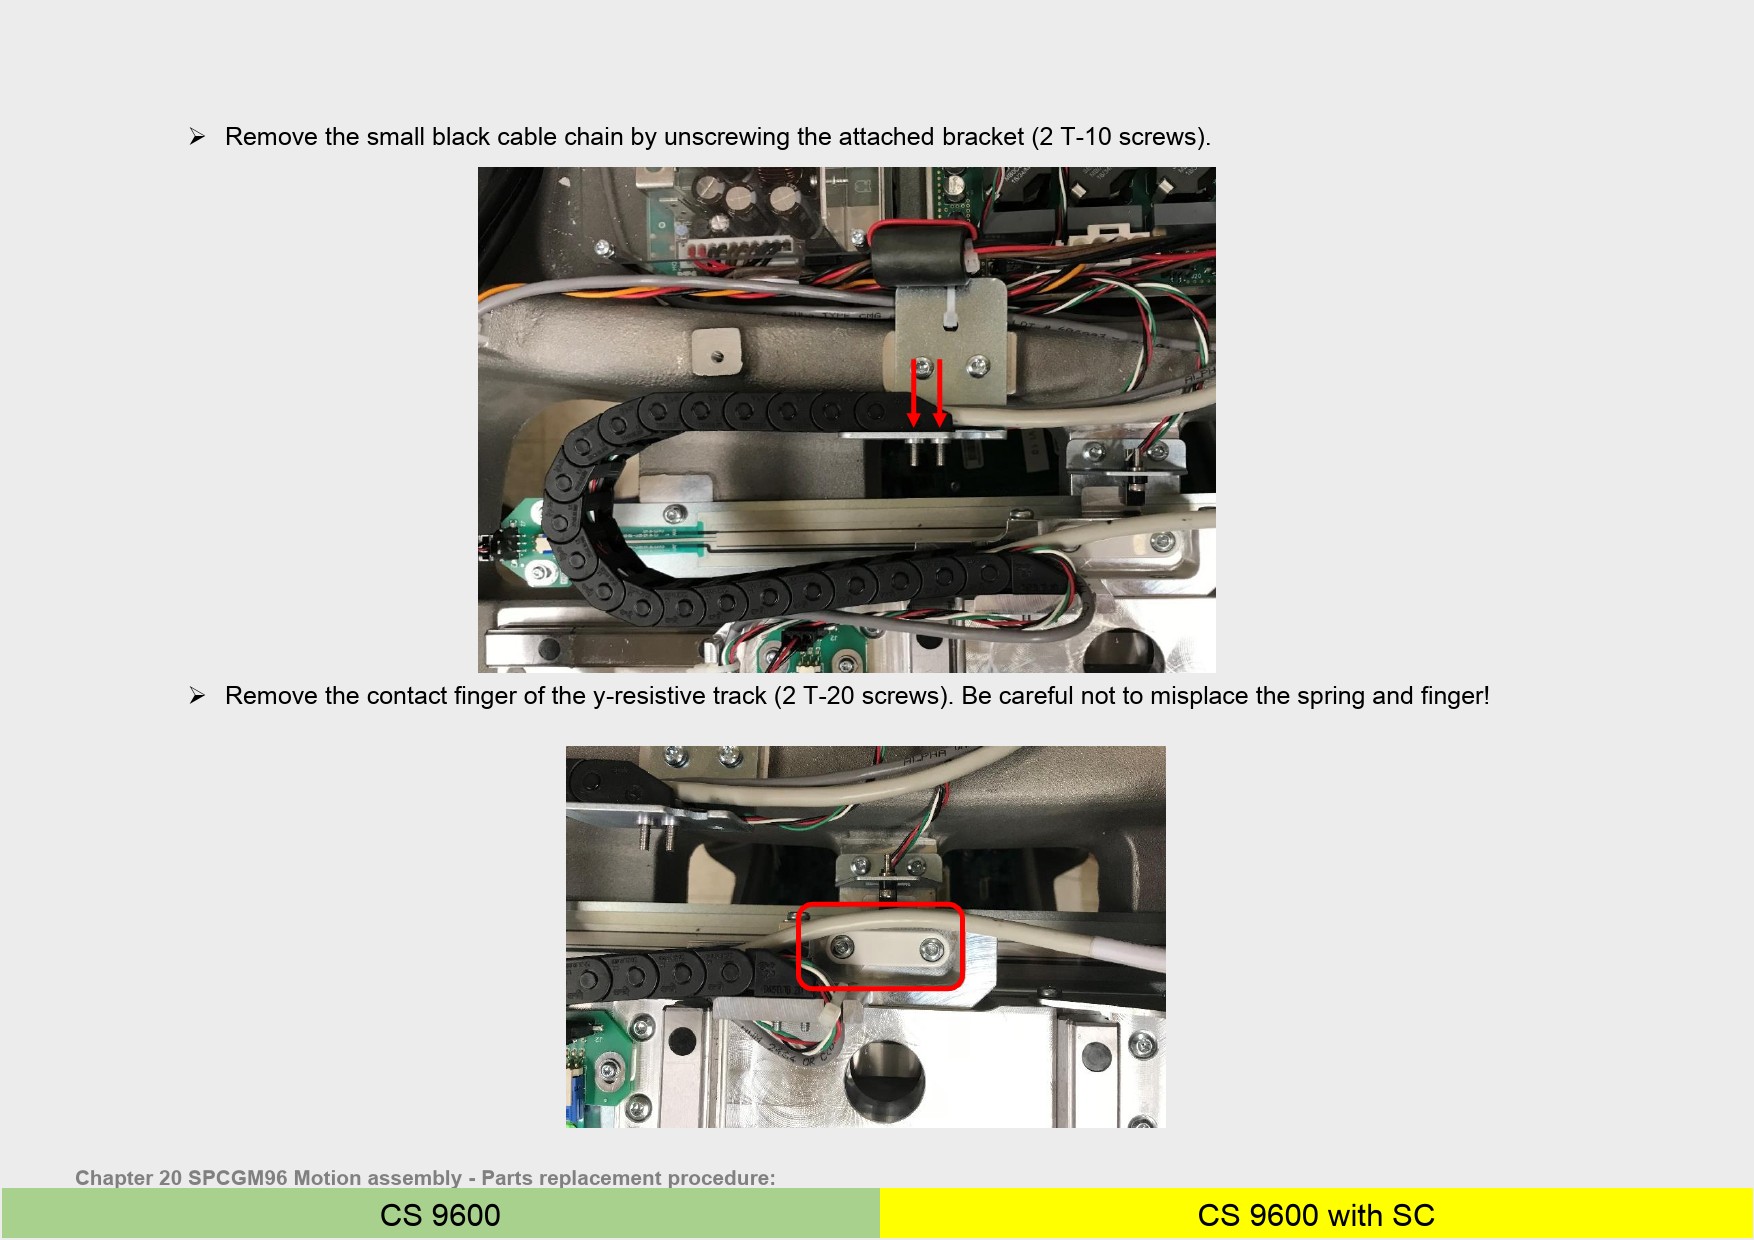 ➢ Remove the small black cable chain by unscrewing the attached bracket (2 T-10 screws).
➢ Remove the contact finger of the y-resistive track (2 T-20 screws). Be careful not to misplace the spring and finger!
Chapter 20 SPCGM96 Motion assembly - Parts replacement procedure:
CS 9600
CS 9600 with SC